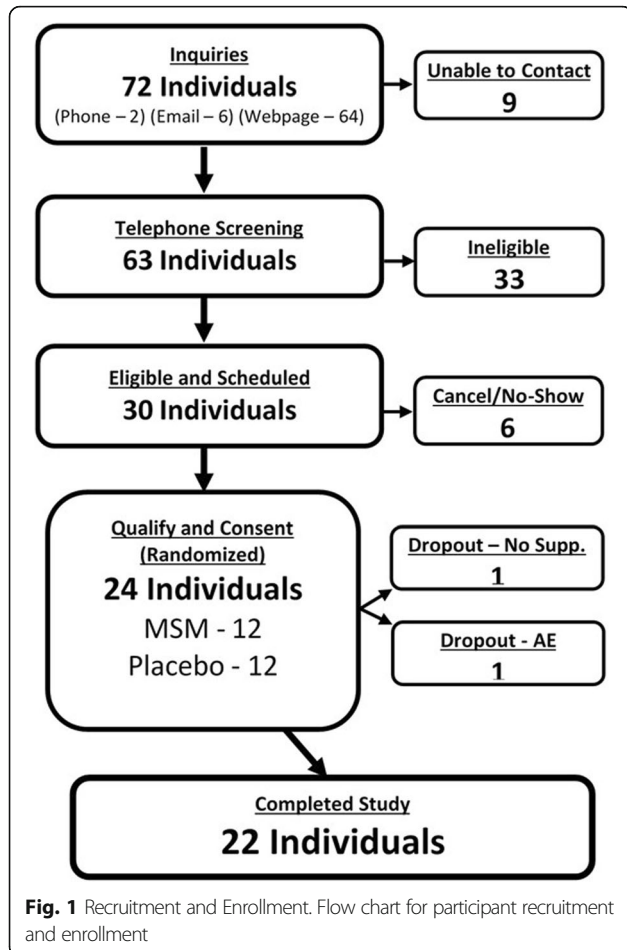 Inquiries
72 Individuals
(Phone – 2) (Email – 6) (Webpage – 64)
Unable to Contact
9
Telephone Screening
63 Individuals
Ineligible
33
Eligible and Scheduled
30 Individuals
Cancel/No-Show
6
Qualify and Consent
(Randomized)
24 Individuals
MSM - 12
Placebo - 12
Dropout – No Supp.
1
Dropout - AE
1
Completed Study
22 Individuals
Fig. 1 Recruitment and Enrollment. Flow chart for participant recruitment
and enrollment